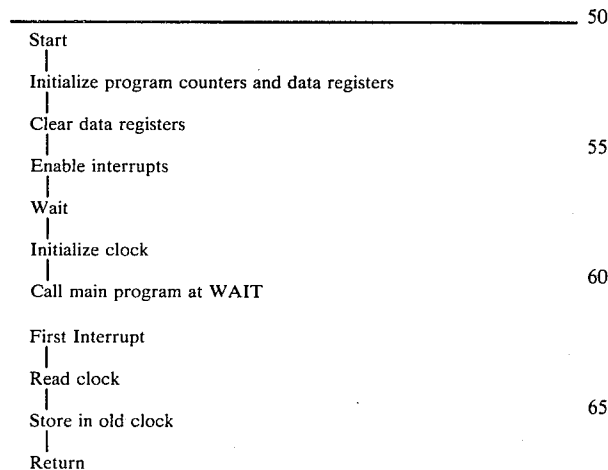 50
Start
Initialize program counters and data registers
Clear data registers
55
Enable interrupts
Wait
Initialize clock
60
Call main program at WAIT
First Interrupt
Read clock
65
Store in old clock
Return